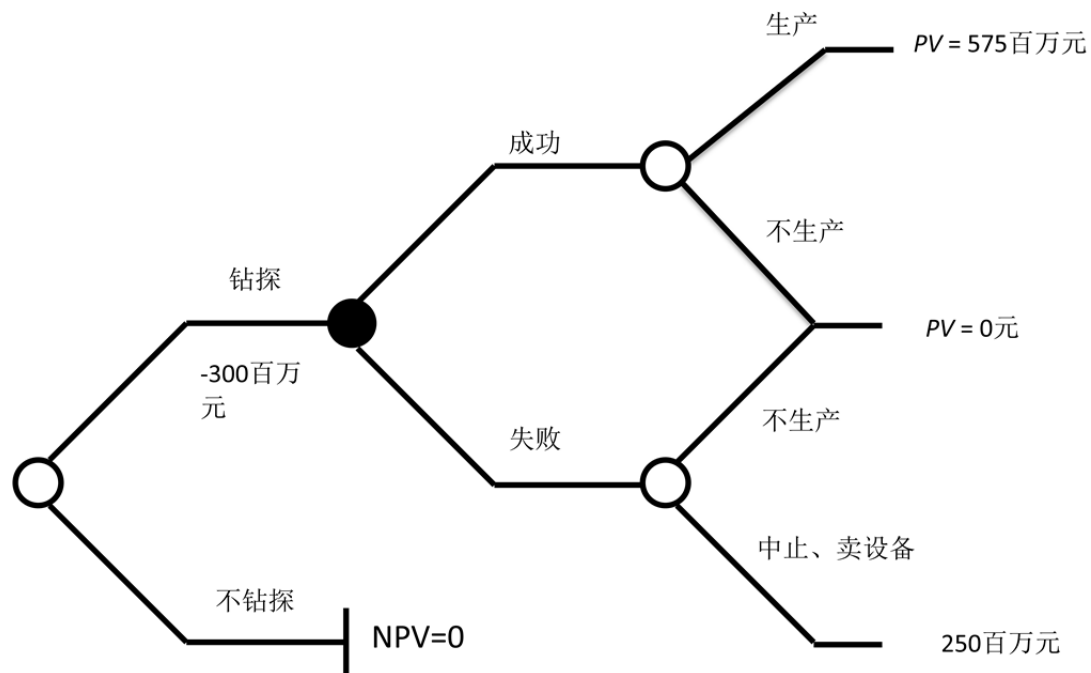 生产
PV = 575百万元
成功
不生产
钻探
PV = 0元
-300百万
元
不生产
失败
中止、卖设备
不钻探
NPV=0
250百万元